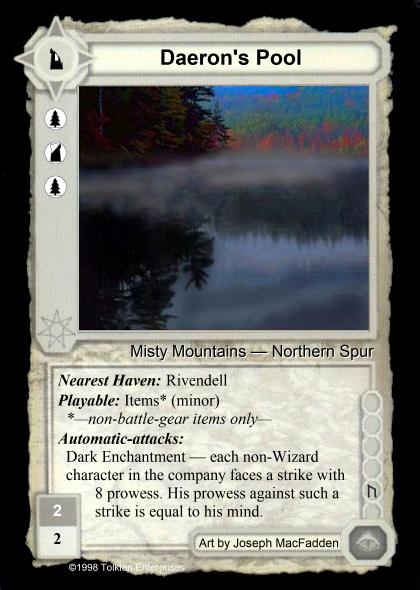 Daeron's Pool
Misty Mountains — Northern Spur
Nearest Haven: Rivendell
Playable: Items* (minor)
*—non-battle-gear items only—
Automatic-attacks:
Dark Enchantment — each non-Wizard
character in the company faces a strike with
8 prowess. His prowess against such a
strike is equal to his mind.
2
2
Art by Joseph MacFadden
©1998 Tolkien Enterprises